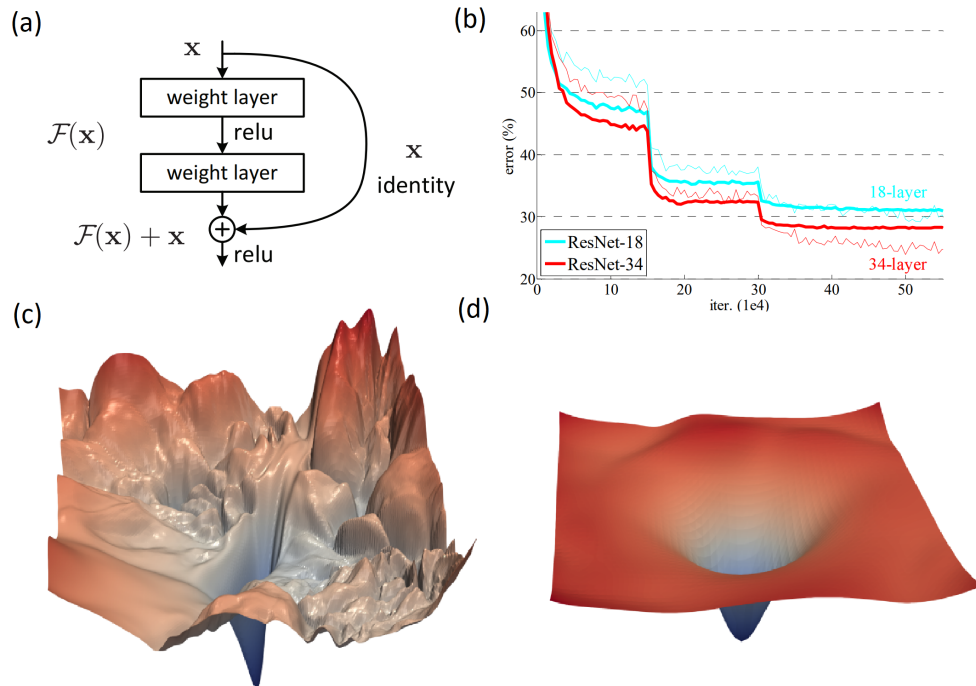 (a)
x
weight layer
F(x)
relu
weight layer
x
identity
F(x) + x
+
relu
(b)
60
50
40
30
20
error (%)
0
10
20
30
40
50
iter. (1e4)
18-layer
34-layer
ResNet-18
ResNet-34
(c)
(d)